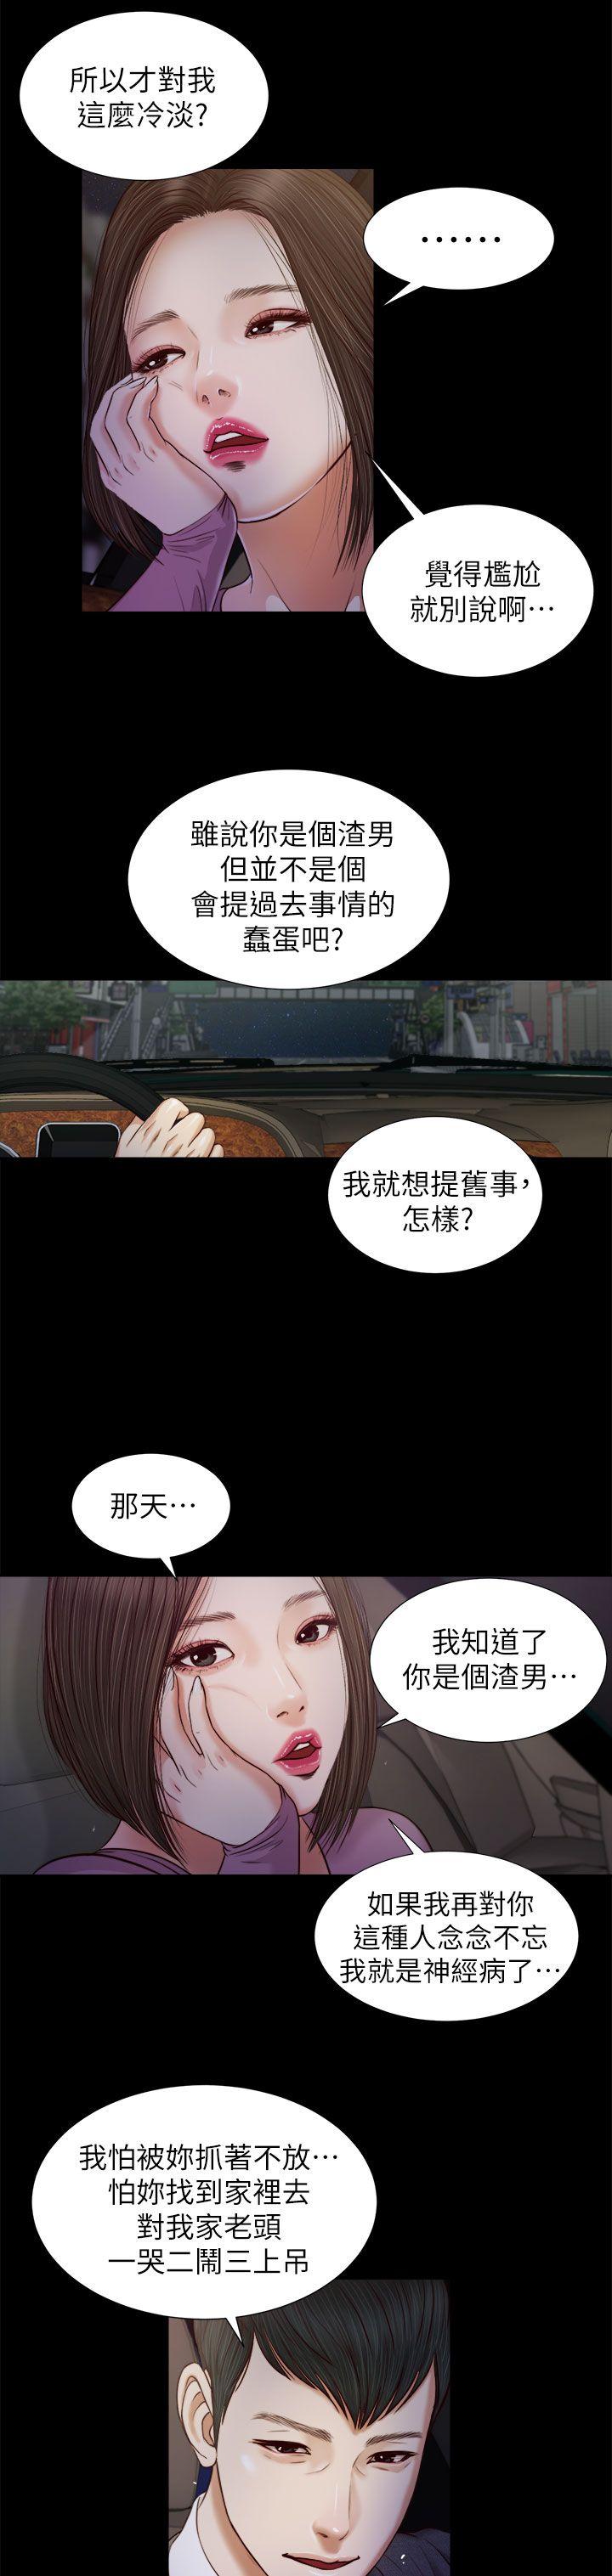 所以才對我
這麼冷淡?
⋯⋯
覺得尷尬
就別說啊⋯
雖說你是個渣男
但並不是個
會提過去事情的
蠢蛋吧?
我就想提舊事,
怎樣?
那天⋯
我知道了
你是個渣男⋯
如果我再對你
這種人念念不忘
我就是神經病了⋯
我怕被妳抓著不放⋯
怕妳找到家裡去
對我家老頭
一哭二鬧三上吊